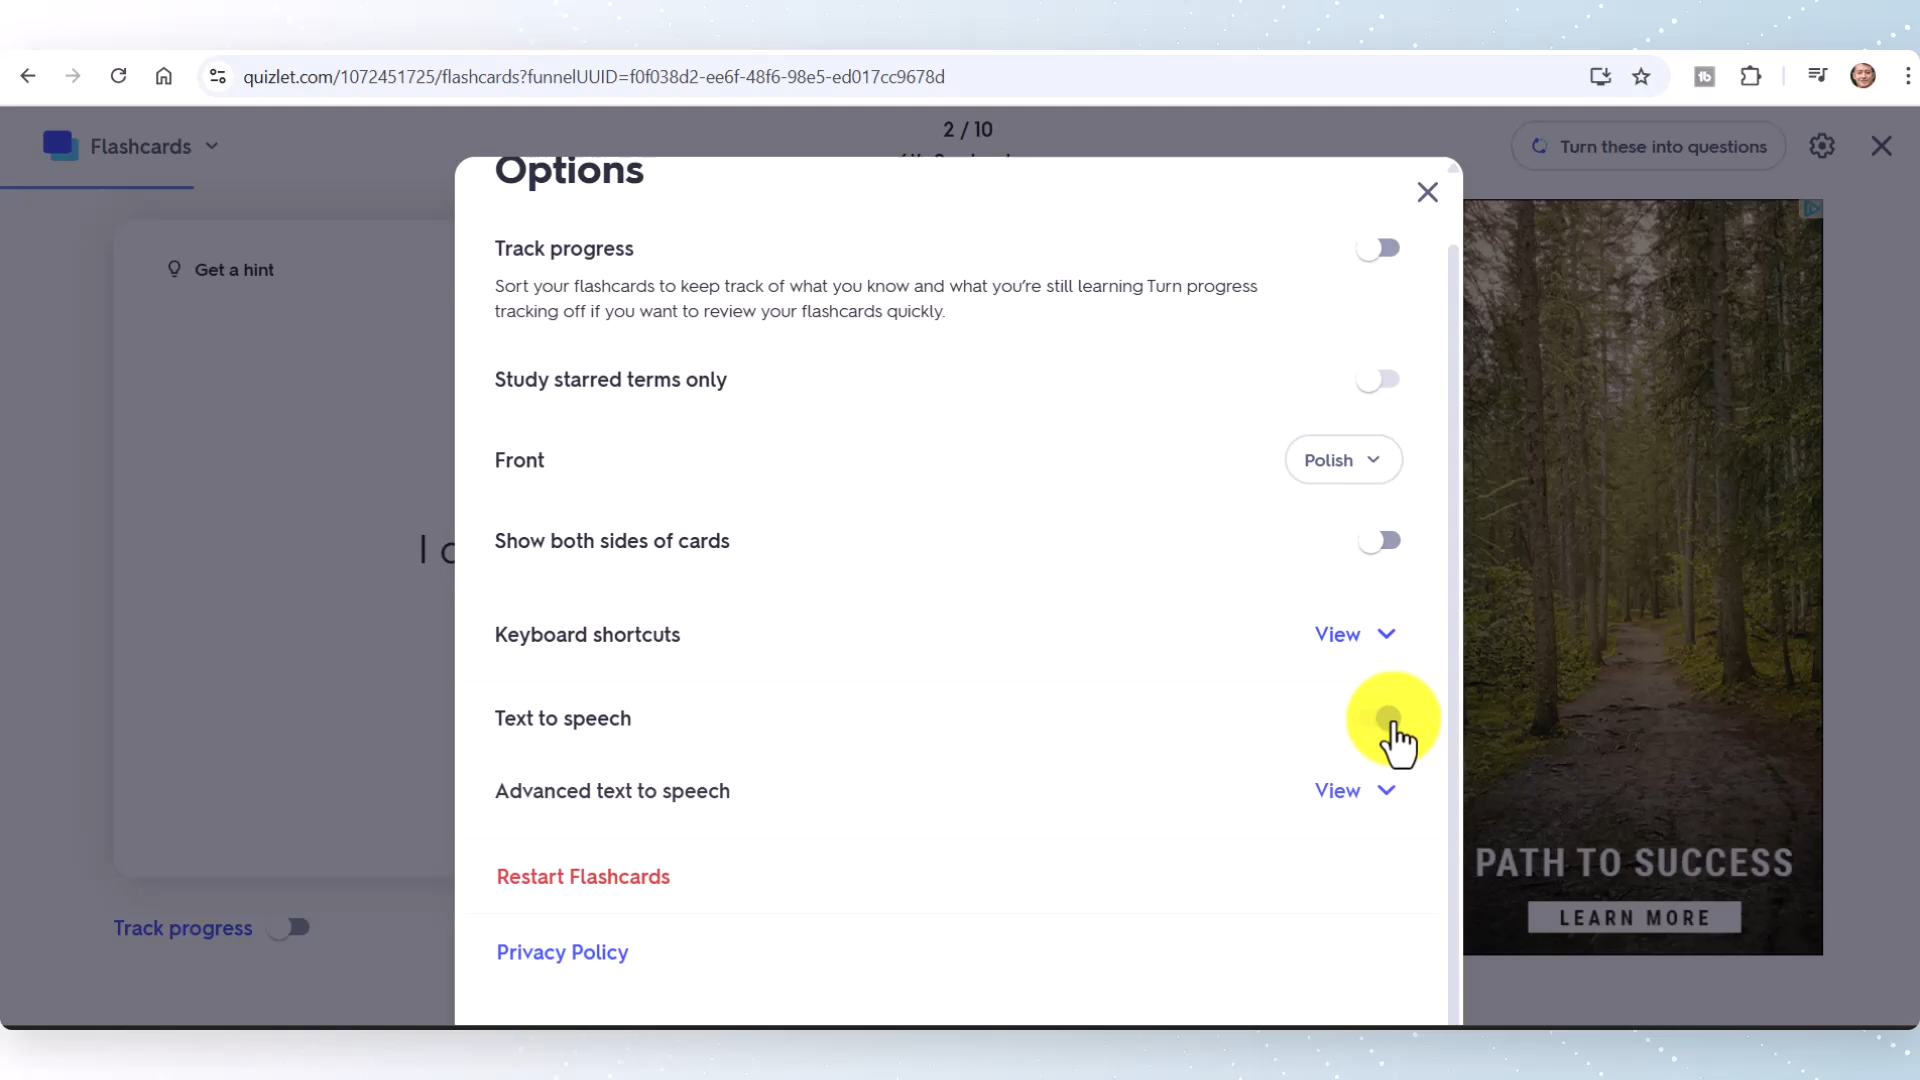 quizlet.com/1072451725/flashcards?funnelUUID=f0f038d2-ee6f-48f6-98e5-ed017cc9678d
Flashcards
2 / 10
Turn these into questions
Options
Get a hint
Track progress
Sort your flashcards to keep track of what you know and what you're still learning Turn progress
tracking off if you want to review your flashcards quickly.
Study starred terms only
Front
Polish
Show both sides of cards
I
Keyboard shortcuts
View
Text to speech
Advanced text to speech
View
Restart Flashcards
Privacy Policy
Track progress
PATH TO SUCCESS
LEARN MORE